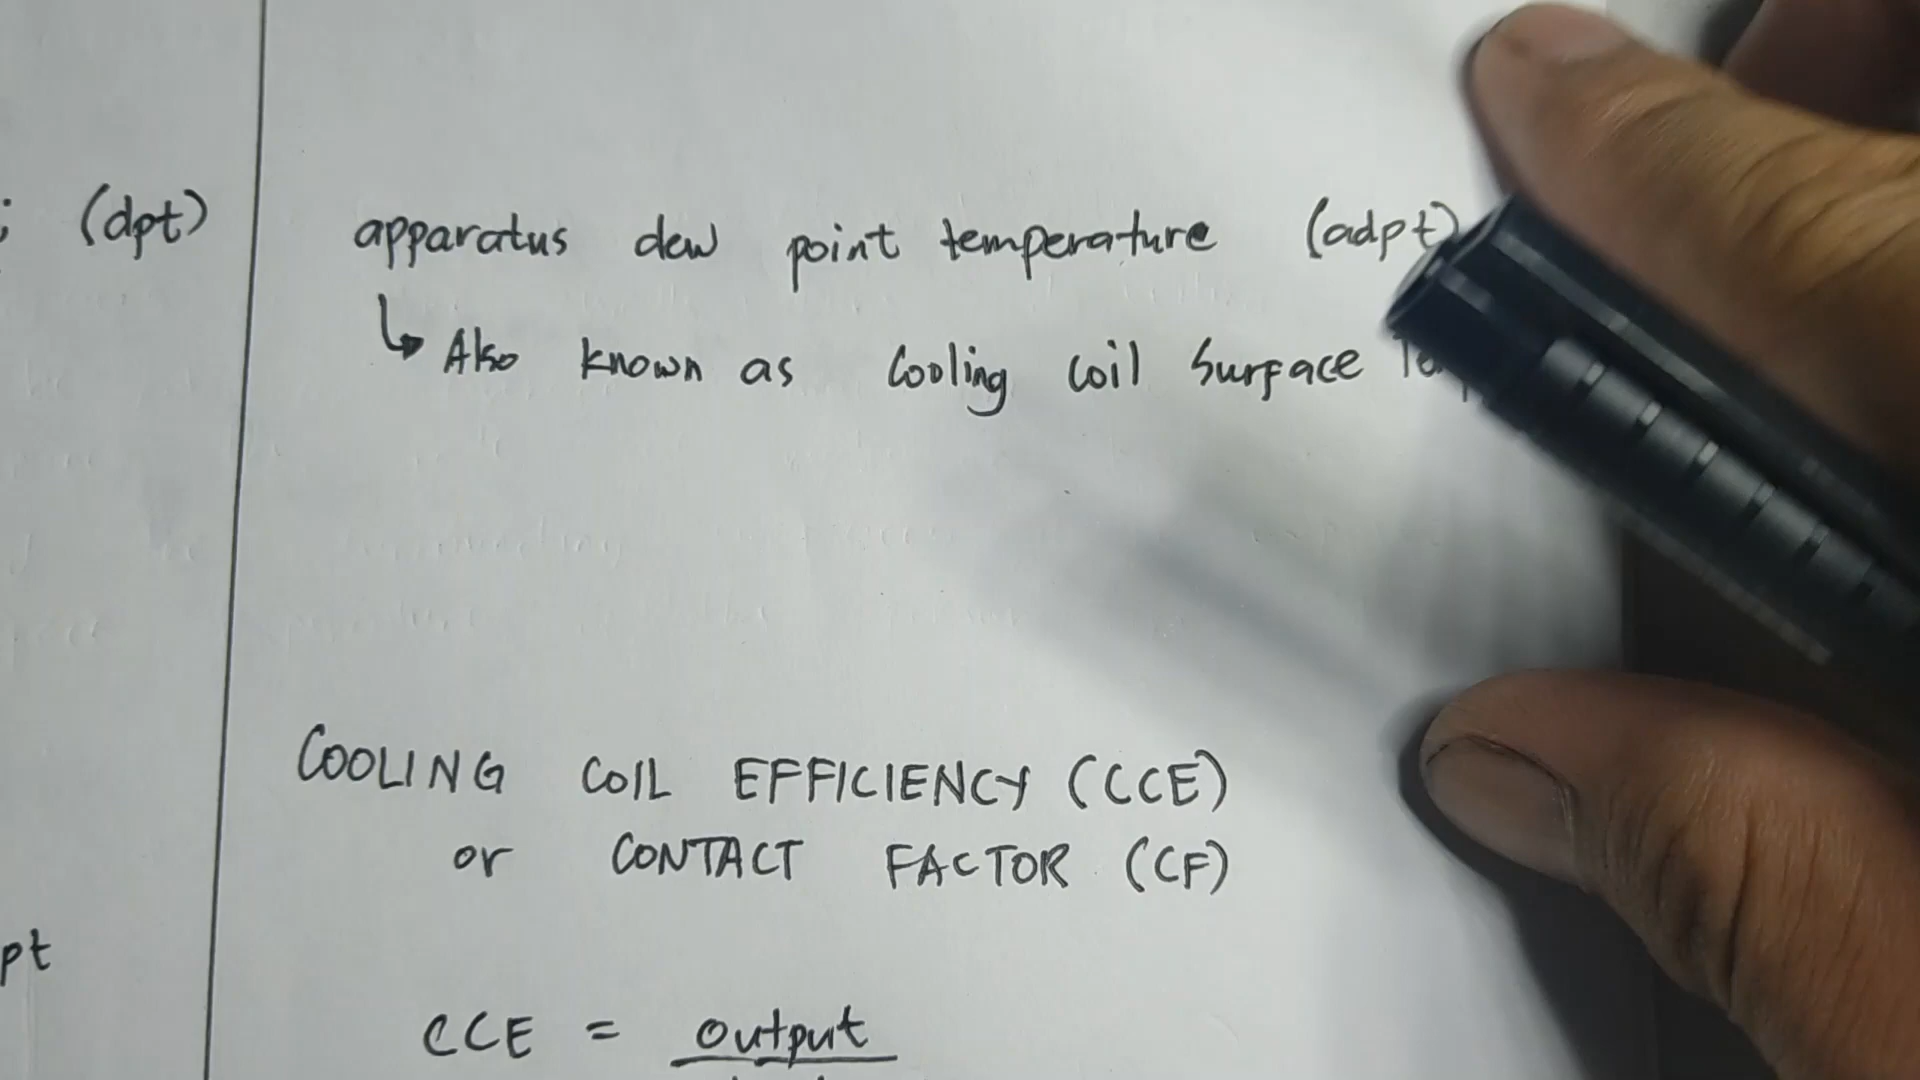 ; (dpt)
apparatus dew point temperature (adpt)
↳ Also known as Cooling Coil Surface
COOLING COIL EFFICIENCY (CCE)
or CONTACT FACTOR (CF)
pt
CCE = output